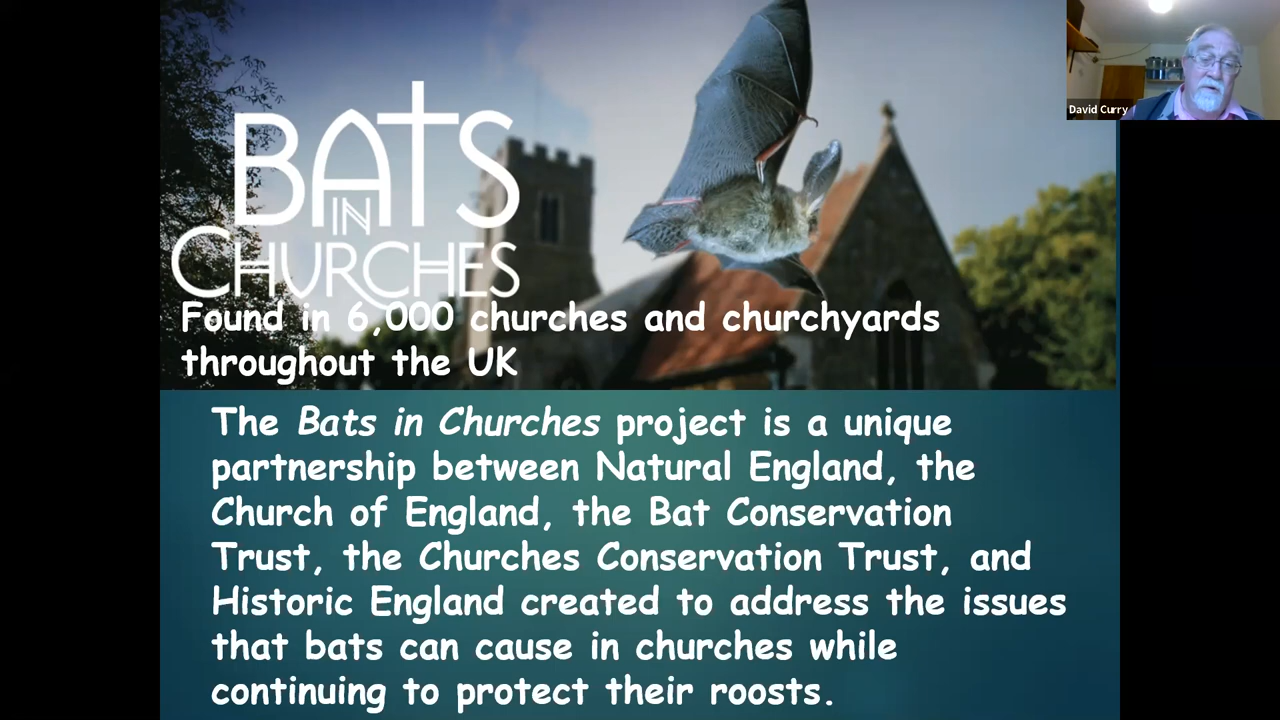 BATS
IN
CHURCHES
Found in 6,000 churches and churchyards
throughout the UK
The Bats in Churches project is a unique
partnership between Natural England, the
Church of England, the Bat Conservation
Trust, the Churches Conservation Trust, and
Historic England created to address the issues
that bats can cause in churches while
continuing to protect their roosts.
David Curry